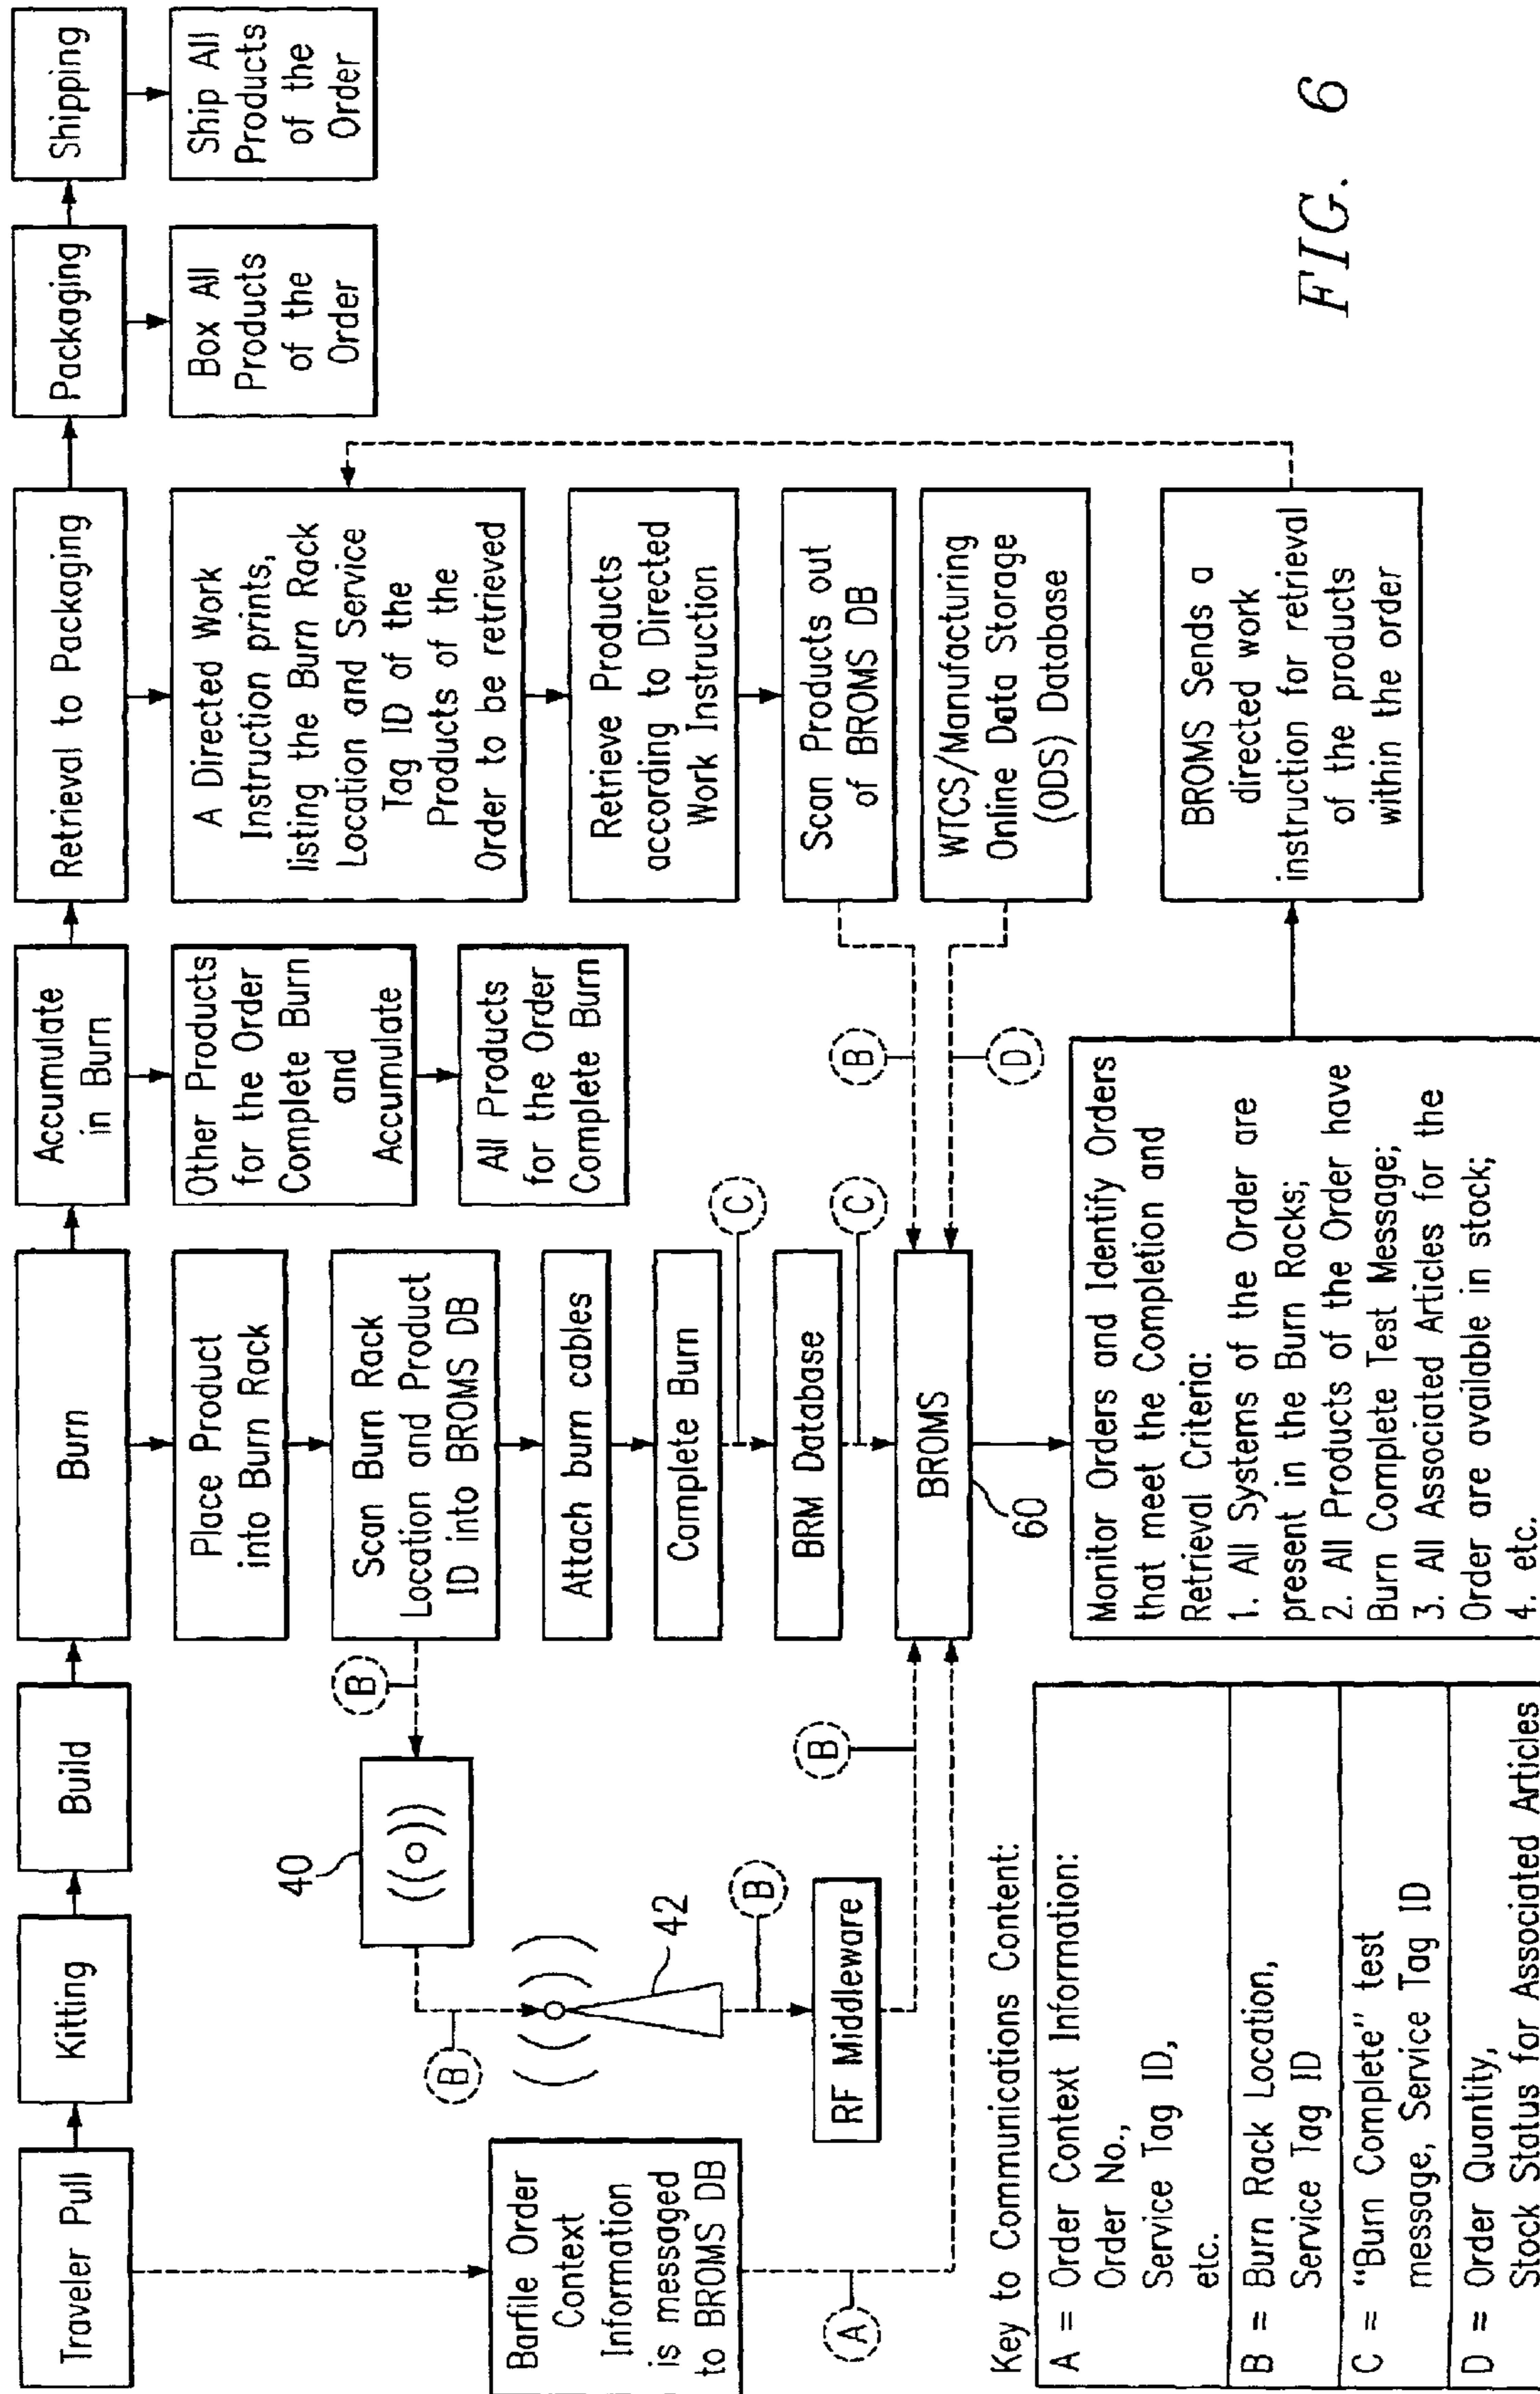 Traveler Pull
Kitting
Build
Burn
Accumulate
in Burn
Retrieval to Packaging
Packaging
Shipping
Barfile Order
Context
Information
is messaged
to BROMS DB
A
40
B
B
42
B
RF Middleware
B
Place Product
into Burn Rack
Scan Burn Rack
Location and Product
ID into BROMS DB
Attach burn cables
Complete Burn
C
BRM Database
C
BROMS
60
Other Products
for the Order
Complete Burn
and
Accumulate
All Products
for the Order
Complete Burn
A Directed Work
Instruction prints,
listing the Burn Rack
Location and Service
Tag ID of the
Products of the
Order to be retrieved
Retrieve Products
according to Directed
Work Instruction
Scan Products out
of BROMS DB
WTCS/Manufacturing
Online Data Storage
(ODS) Database
B
D
Box All
Products
of the
Order
Ship All
Products
of the
Order
Monitor Orders and Identify Orders
that meet the Completion and
Retrieval Criteria:
1. All Systems of the Order are
present in the Burn Racks;
2. All Products of the Order have
Burn Complete Test Message;
3. All Associated Articles for the
Order are available in stock;
4. etc.
BROMS Sends a
directed work
instruction for retrieval
of the products
within the order
Key to Communications Content:
A = Order Context Information:
Order No.,
Service Tag ID,
etc.
B = Burn Rack Location,
Service Tag ID
C = "Burn Complete" test
message, Service Tag ID
D = Order Quantity,
Stock Status for Associated Articles
FIG. 6